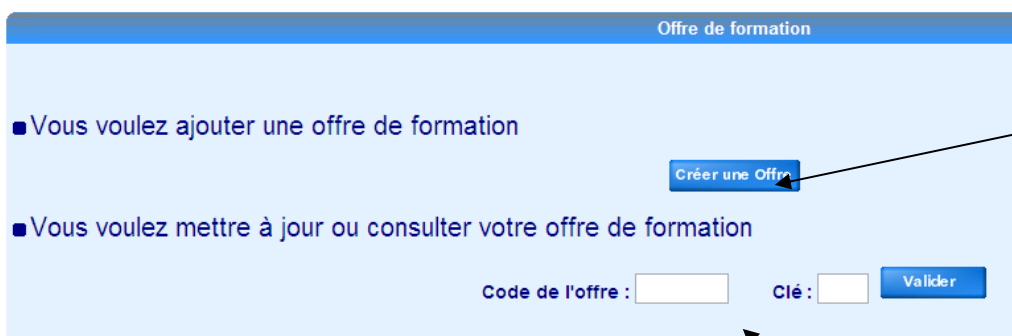 Offre de formation
Vous voulez ajouter une offre de formation
Créer une Offre
Vous voulez mettre à jour ou consulter votre offre de formation
Code de l'offre : Clé : Valider